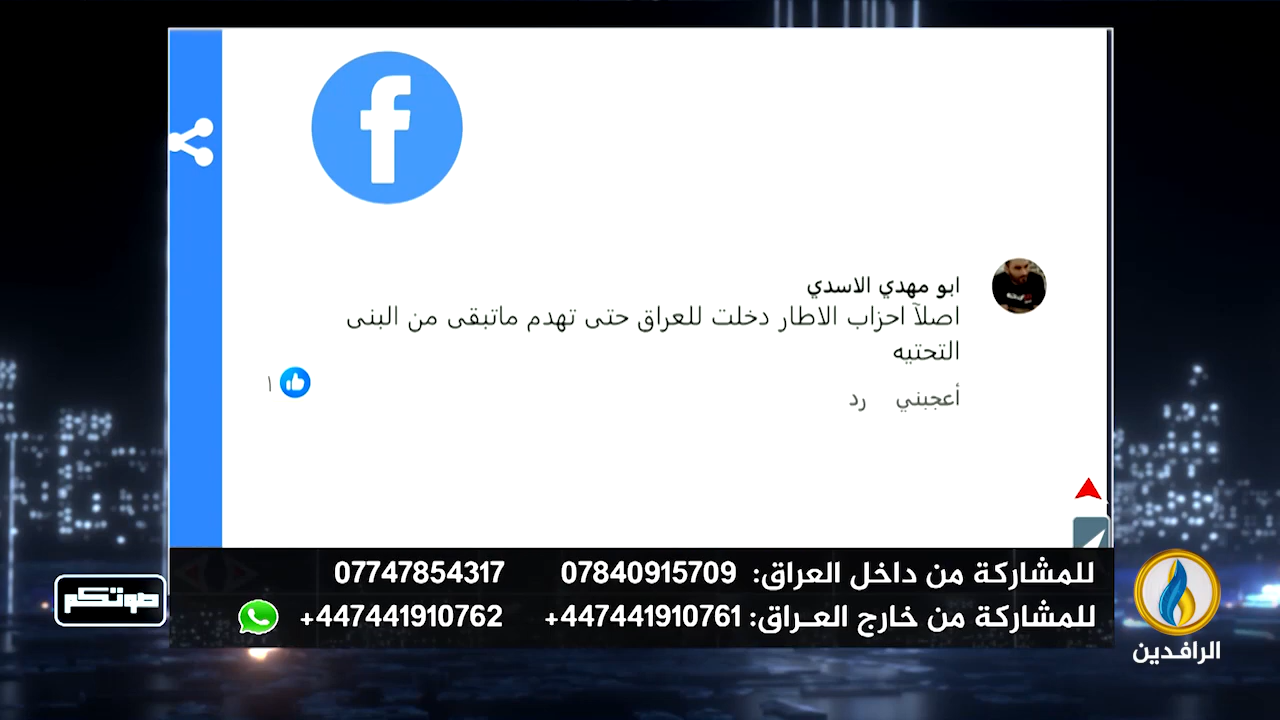 ابو مهدي الاسدي
اصلآ احزاب الاطار دخلت للعراق حتى تهدم ماتبقى من البنى
التحتيه
١
أعجبني رد
للمشاركة من داخل العراق: 07840915709 07747854317
للمشاركة من خارج العراق: 447441910761+ 447441910762+
صوتكم
الرافدين